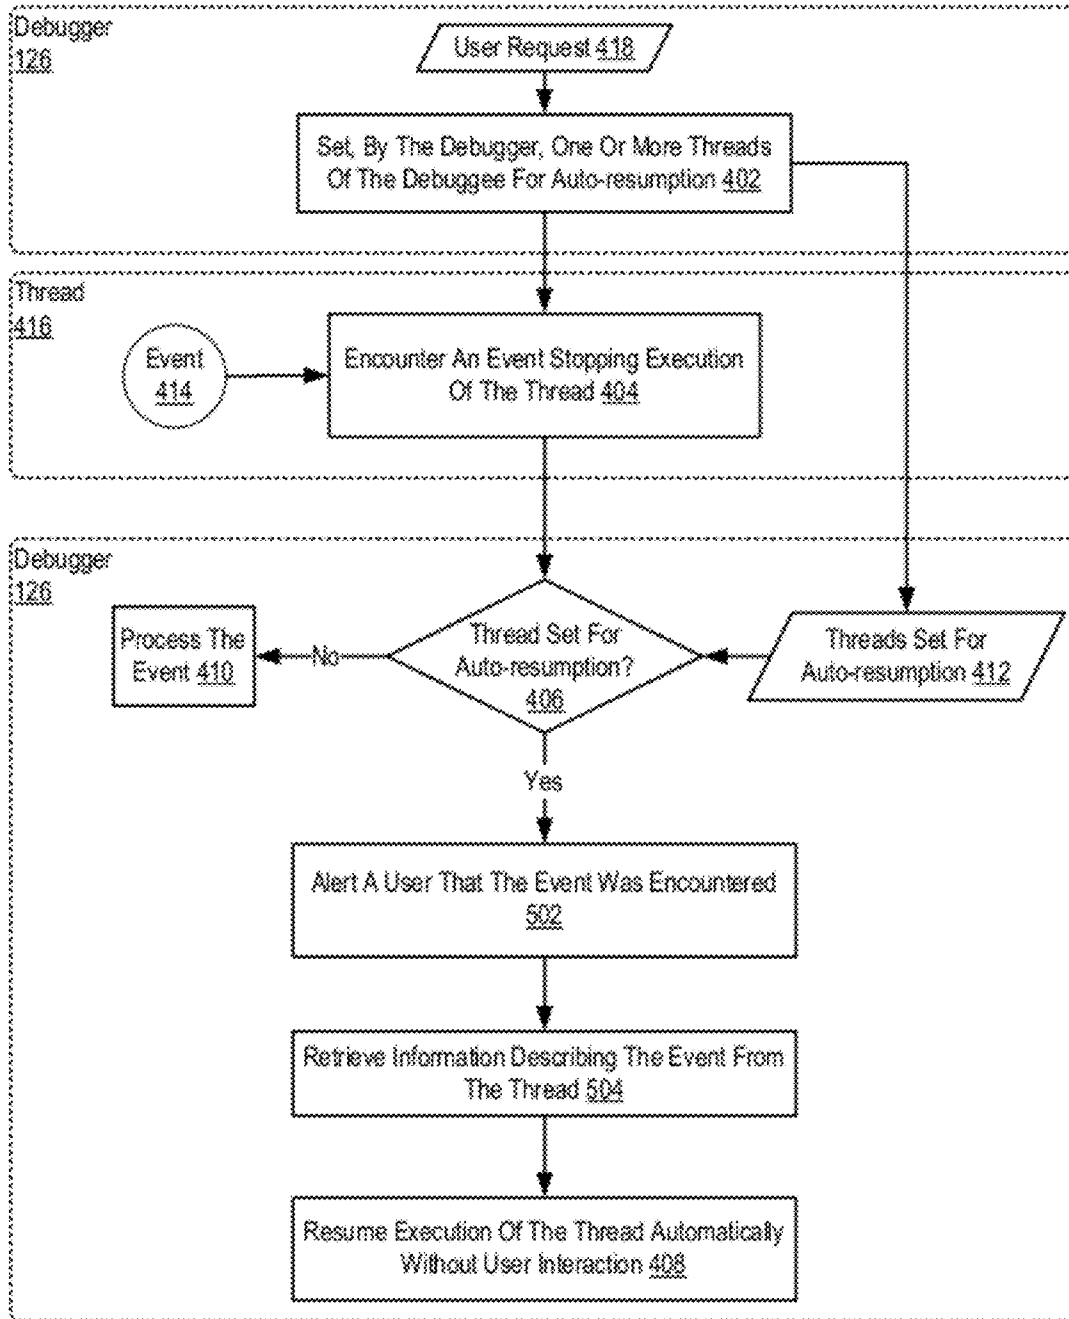 Debugger
126
User Request 418
Set, By The Debugger, One Or More Threads
Of The Debuggee For Auto-resumption 402
Thread
416
Event
414
Encounter An Event Stopping Execution
Of The Thread 404
Debugger
126
Process The
Event 410
No
Thread Set For
Auto-resumption?
406
Threads Set For
Auto-resumption 412
Yes
Alert A User That The Event Was Encountered
502
Retrieve Information Describing The Event From
The Thread 504
Resume Execution Of The Thread Automatically
Without User Interaction 408